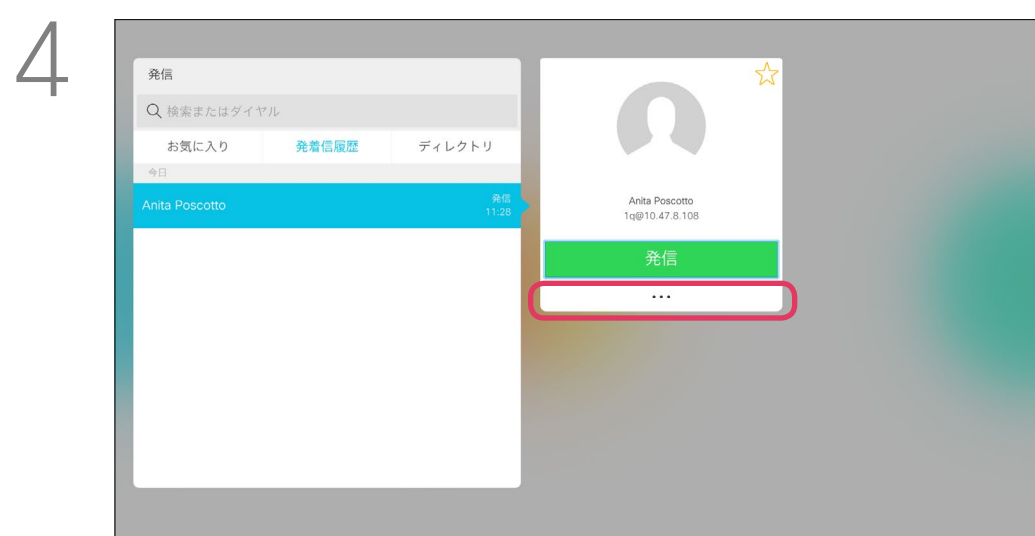 4
発信
検索またはダイヤル
お気に入り 発着信履歴 ディレクトリ
今日
Anita Poscotto 発信
11:28
Anita Poscotto
1q@10.47.8.108
発信
...